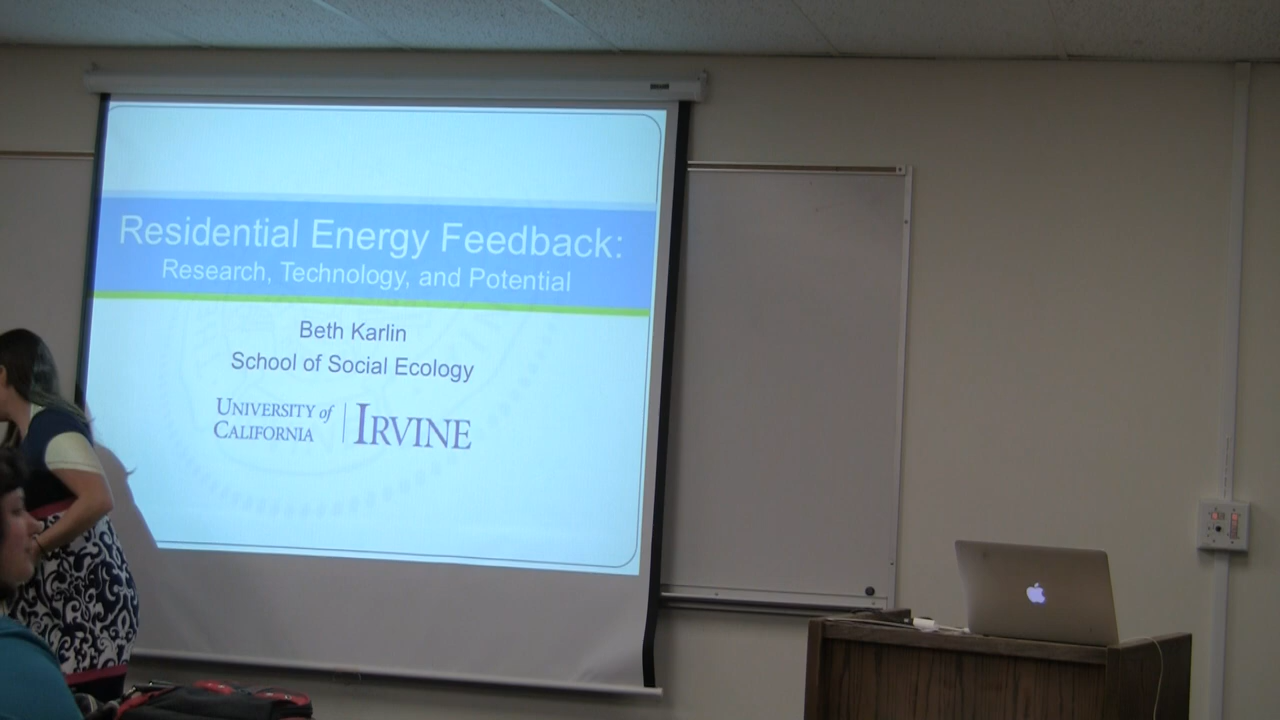 Residential Energy Feedback:
Research, Technology, and Potential
Beth Karlin
School of Social Ecology
UNIVERSITY of
CALIFORNIA
IRVINE